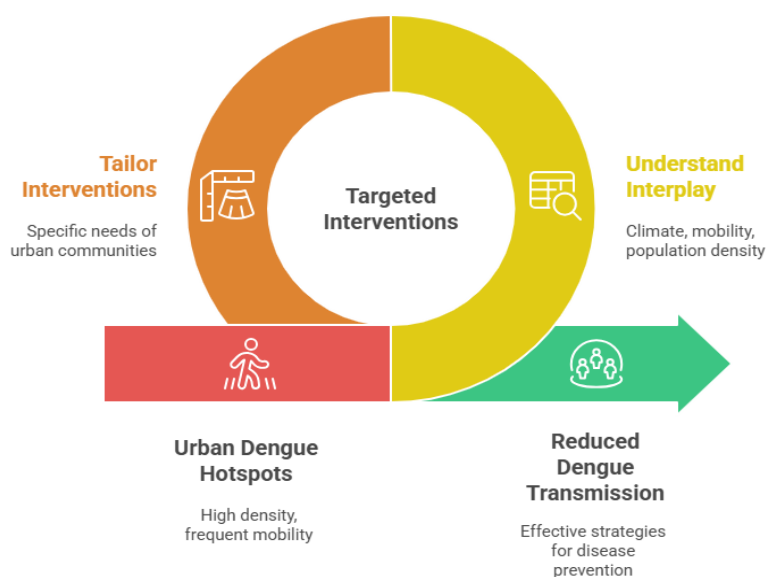 Tailor
Interventions
Specific needs of
urban communities
Targeted
Interventions
Understand
Interplay
Climate, mobility,
population density
Urban Dengue
Hotspots
High density,
frequent mobility
Reduced
Dengue
Transmission
Effective strategies
for disease
prevention